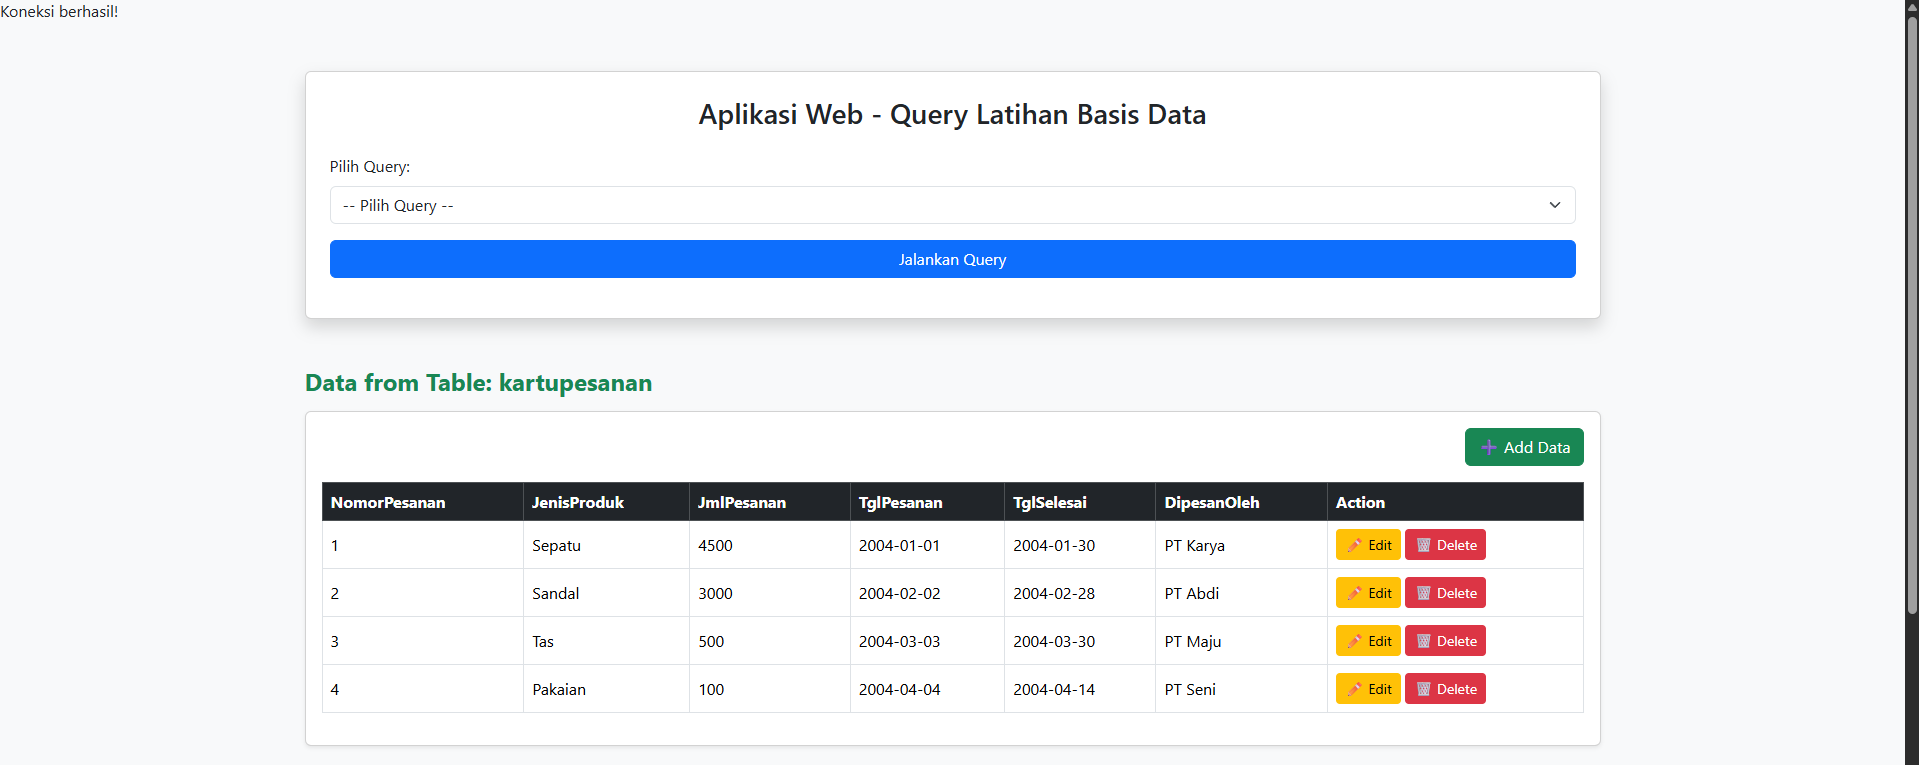 Koneksi berhasil!
Aplikasi Web - Query Latihan Basis Data
Pilih Query:
-- Pilih Query --
Jalankan Query
Data from Table: kartupesanan
Add Data
NomorPesanan JenisProduk JmlPesanan TglPesanan TglSelesai DipesanOleh Action
1 Sepatu 4500 2004-01-01 2004-01-30 PT Karya Edit Delete
2 Sandal 3000 2004-02-02 2004-02-28 PT Abdi Edit Delete
3 Tas 500 2004-03-03 2004-03-30 PT Maju Edit Delete
4 Pakaian 100 2004-04-04 2004-04-14 PT Seni Edit Delete